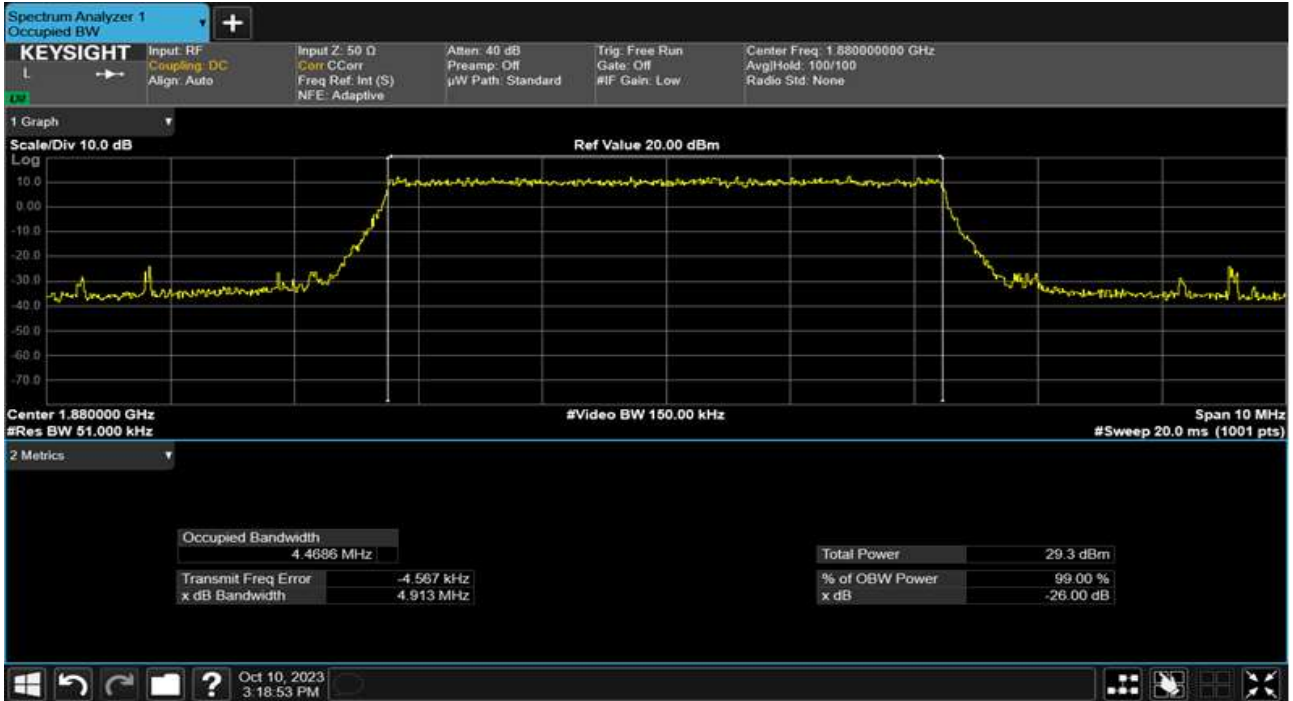 Spectrum Analyzer 1
Occupied BW
KEYSIGHT
L
Input: RF
Coupling: DC
Align: Auto
Input Z: 50 Ω
Corr CCorr
Freq Ref: Int (S)
NFE: Adaptive
Atten: 40 dB
Preamp: Off
µW Path: Standard
Trig: Free Run
Gate: Off
#IF Gain: Low
Center Freq: 1.880000000 GHz
Avg|Hold: 100/100
Radio Std: None
1 Graph
Scale/Div 10.0 dB
Ref Value 20.00 dBm
Log
10.0
0.00
-10.0
-20.0
-30.0
-40.0
-50.0
-60.0
-70.0
Center 1.880000 GHz
#Video BW 150.00 kHz
Span 10 MHz
#Res BW 51.000 kHz
#Sweep 20.0 ms (1001 pts)
2 Metrics
Occupied Bandwidth
4.4686 MHz
Total Power 29.3 dBm
Transmit Freq Error -4.567 kHz
% of OBW Power 99.00 %
x dB Bandwidth 4.913 MHz
x dB -26.00 dB
?
Oct 10, 2023
3:18:53 PM